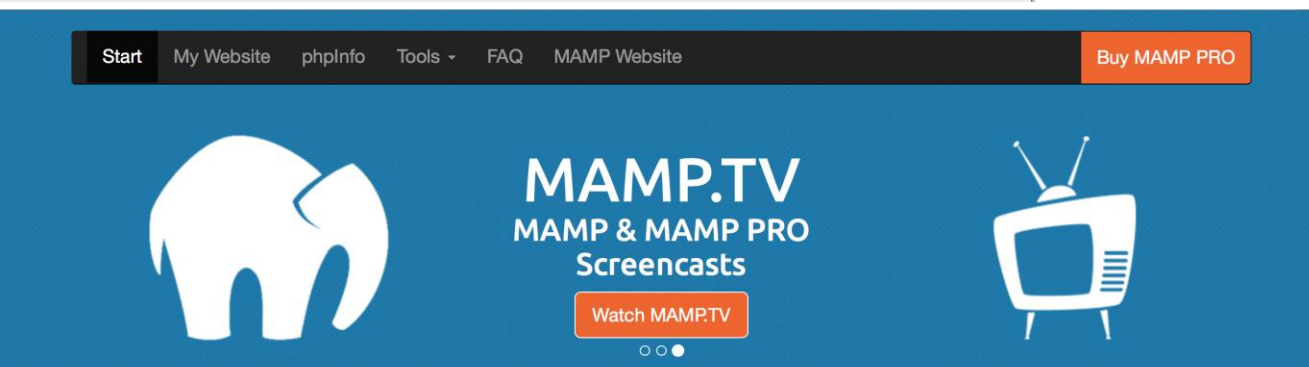 Start My Website phpInfo Tools FAQ MAMP Website Buy MAMP PRO
MAMP.TV
MAMP & MAMP PRO
Screencasts
Watch MAMP.TV